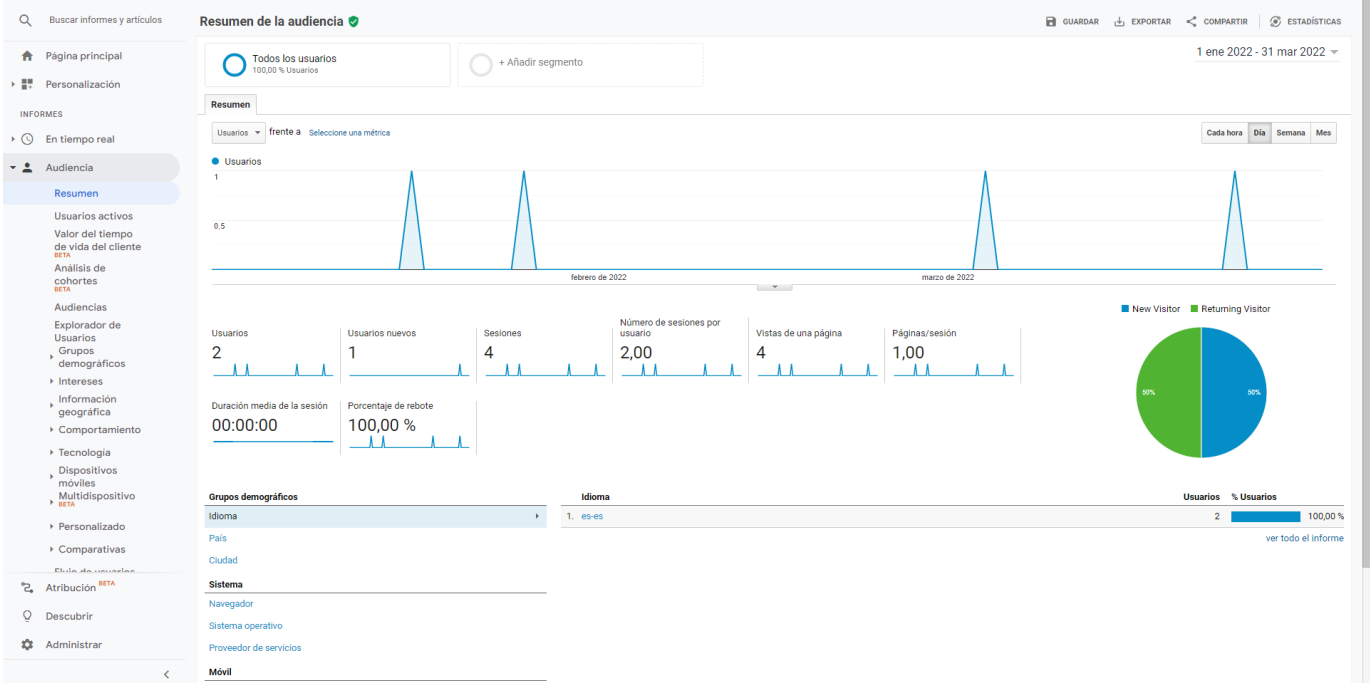 Buscar informes y artículos
Resumen de la audiencia
GUARDAR
EXPORTAR
COMPARTIR
ESTADÍSTICAS
Página principal
Personalización
INFORMES
En tiempo real
Audiencia
Resumen
Usuarios activos
Valor del tiempo
de vida del cliente
BETA
Análisis de
cohortes
BETA
Audiencias
Explorador de
Usuarios
Grupos
demográficos
Intereses
Información
geográfica
Comportamiento
Tecnología
Dispositivos
móviles
Multidispositivo
BETA
Personalizado
Comparativas
Flujo de usuarios
Atribución BETA
Descubrir
Administrar
Todos los usuarios
100,00 % Usuarios
+ Añadir segmento
1 ene 2022 - 31 mar 2022
Resumen
Usuarios frente a Seleccione una métrica
Cada hora Día Semana Mes
Usuarios
1
0,5
febrero de 2022
marzo de 2022
Usuarios
2
Usuarios nuevos
1
Sesiones
4
Número de sesiones por
usuario
2,00
Vistas de una página
4
Páginas/sesión
1,00
Duración media de la sesión
00:00:00
Porcentaje de rebote
100,00 %
New Visitor Returning Visitor
50% 50%
Grupos demográficos
Idioma
País
Ciudad
Sistema
Navegador
Sistema operativo
Proveedor de servicios
Móvil
Idioma Usuarios % Usuarios
1. es-es 2 100,00 %
ver todo el informe